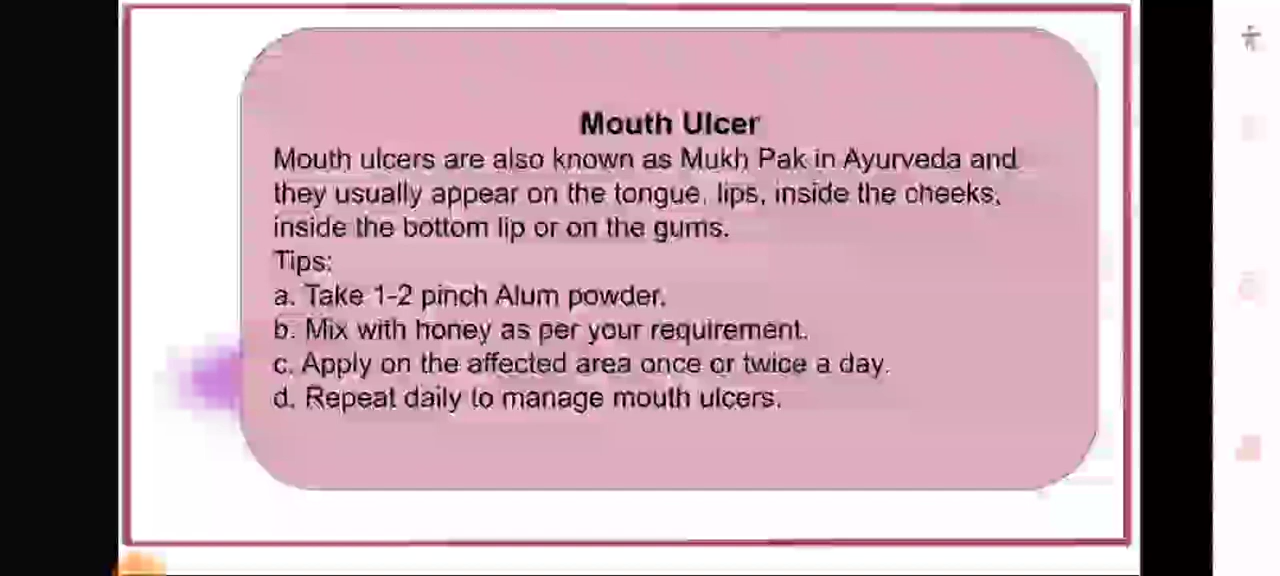 Mouth Ulcer
Mouth ulcers are also known as Mukh Pak in Ayurveda and
they usually appear on the tongue, lips, inside the cheeks,
inside the bottom lip or on the gums.
Tips:
a. Take 1-2 pinch Alum powder.
b. Mix with honey as per your requirement.
c. Apply on the affected area once or twice a day.
d. Repeat daily to manage mouth ulcers.